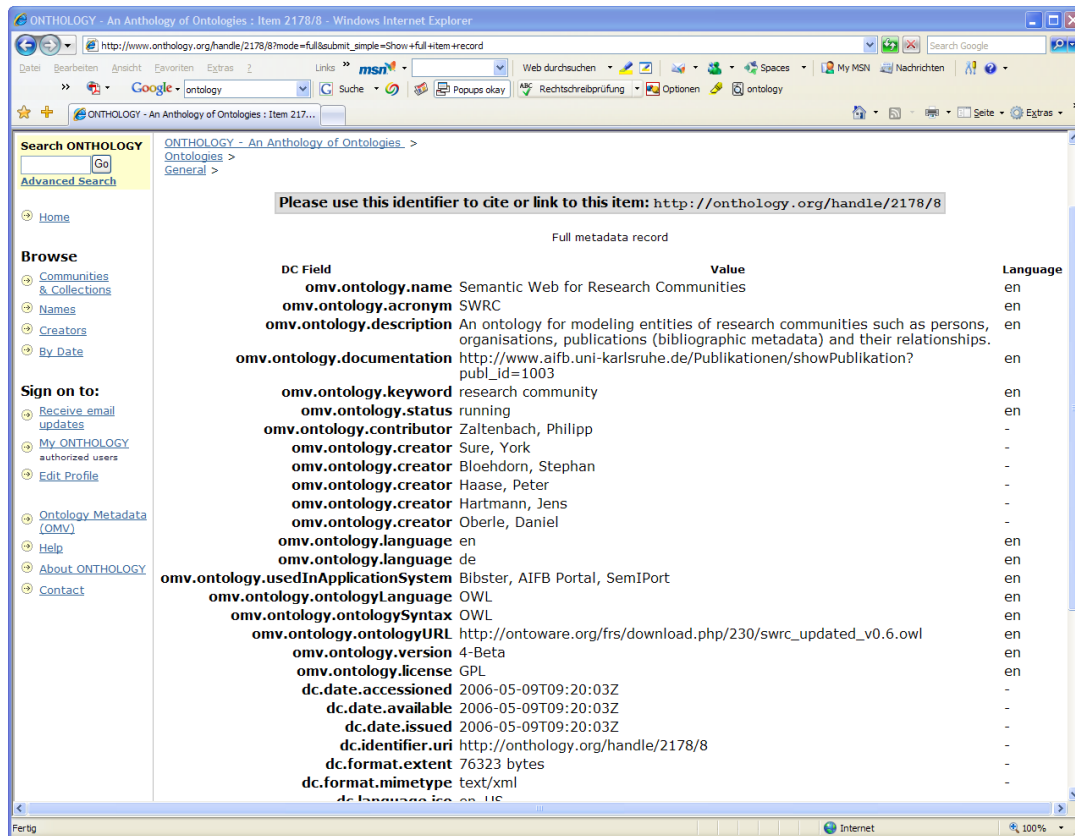 ONTHOLOGY - An Anthology of Ontologies : Item 2178/8 - Windows Internet Explorer
http://www.onthology.org/handle/2178/8?mode=full&submit_simple=Show+full+item+record
Search Google
Datei Bearbeiten Ansicht Favoriten Extras ?
Links » msn Web durchsuchen Spaces My MSN Nachrichten
» Google ontology Suche Popups okay ABC Rechtschreibprüfung Optionen ontology
ONTHOLOGY - An Anthology of Ontologies : Item 217...
Seite Extras
Search ONTHOLOGY
Go
Advanced Search
Home
Browse
Communities
& Collections
Names
Creators
By Date
Sign on to:
Receive email
updates
My ONTHOLOGY
authorized users
Edit Profile
Ontology Metadata
(OMV)
Help
About ONTHOLOGY
Contact
ONTHOLOGY - An Anthology of Ontologies >
Ontologies >
General >
Please use this identifier to cite or link to this item: http://onthology.org/handle/2178/8
Full metadata record
DC Field Value Language
omv.ontology.name Semantic Web for Research Communities en
omv.ontology.acronym SWRC en
omv.ontology.description An ontology for modeling entities of research communities such as persons, en
organisations, publications (bibliographic metadata) and their relationships.
omv.ontology.documentation http://www.aifb.uni-karlsruhe.de/Publikationen/showPublikation? en
publ_id=1003
omv.ontology.keyword research community en
omv.ontology.status running en
omv.ontology.contributor Zaltenbach, Philipp -
omv.ontology.creator Sure, York -
omv.ontology.creator Bloehdorn, Stephan -
omv.ontology.creator Haase, Peter -
omv.ontology.creator Hartmann, Jens -
omv.ontology.creator Oberle, Daniel -
omv.ontology.language en en
omv.ontology.language de en
omv.ontology.usedInApplicationSystem Bibster, AIFB Portal, SemIPort en
omv.ontology.ontologyLanguage OWL en
omv.ontology.ontologySyntax OWL en
omv.ontology.ontologyURL http://ontoware.org/frs/download.php/230/swrc_updated_v0.6.owl en
omv.ontology.version 4-Beta en
omv.ontology.license GPL en
dc.date.accessioned 2006-05-09T09:20:03Z -
dc.date.available 2006-05-09T09:20:03Z -
dc.date.issued 2006-05-09T09:20:03Z -
dc.identifier.uri http://onthology.org/handle/2178/8 -
dc.format.extent 76323 bytes -
dc.format.mimetype text/xml -
dc.language.iso en_US -
Fertig Internet 100%